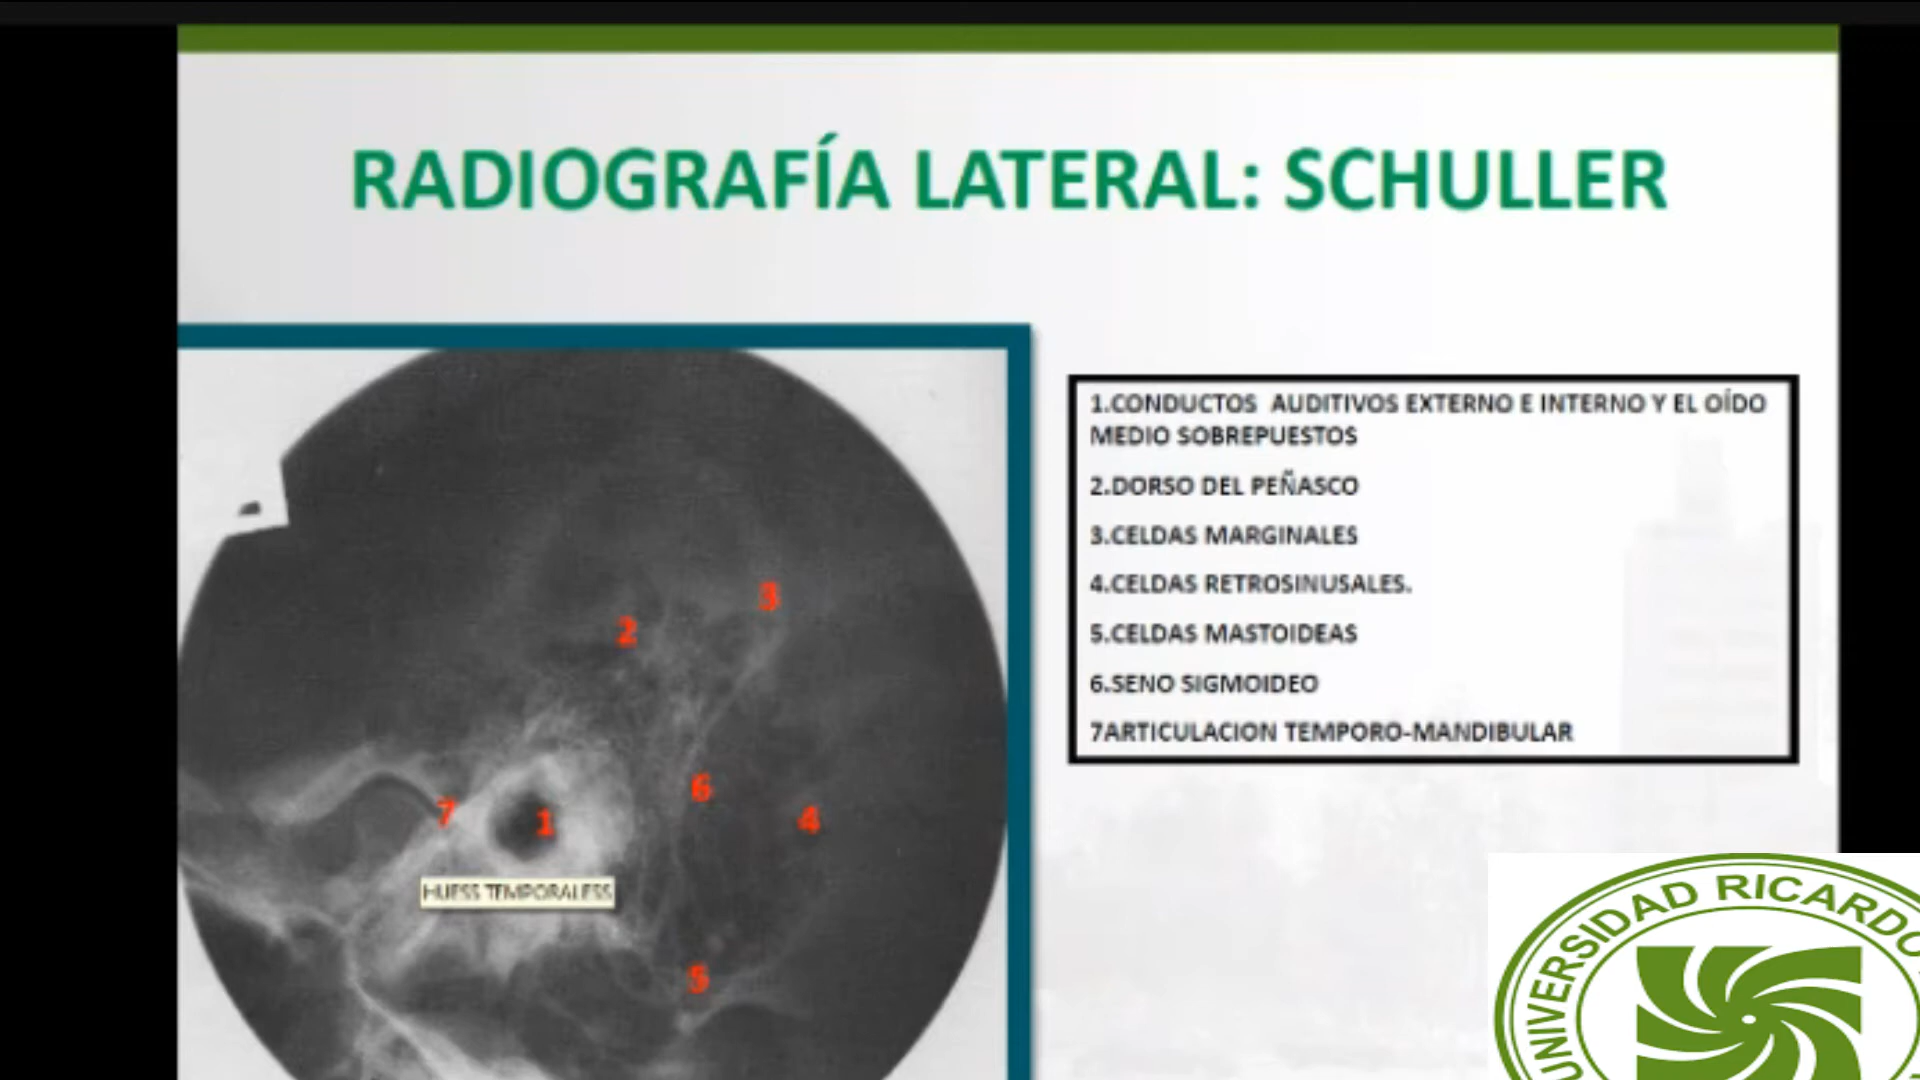 RADIOGRAFÍA LATERAL: SCHULLER
1.CONDUCTOS AUDITIVOS EXTERNO E INTERNO Y EL OÍDO
MEDIO SOBREPUESTOS
2.DORSO DEL PEÑASCO
3.CELDAS MARGINALES
4.CELDAS RETROSINUSALES.
5.CELDAS MASTOIDEAS
6.SENO SIGMOIDEO
7ARTICULACION TEMPORO-MANDIBULAR
3
2
6
7
1
4
HUESS TEMPORALESS
5
UNIVERSIDAD RICARDO